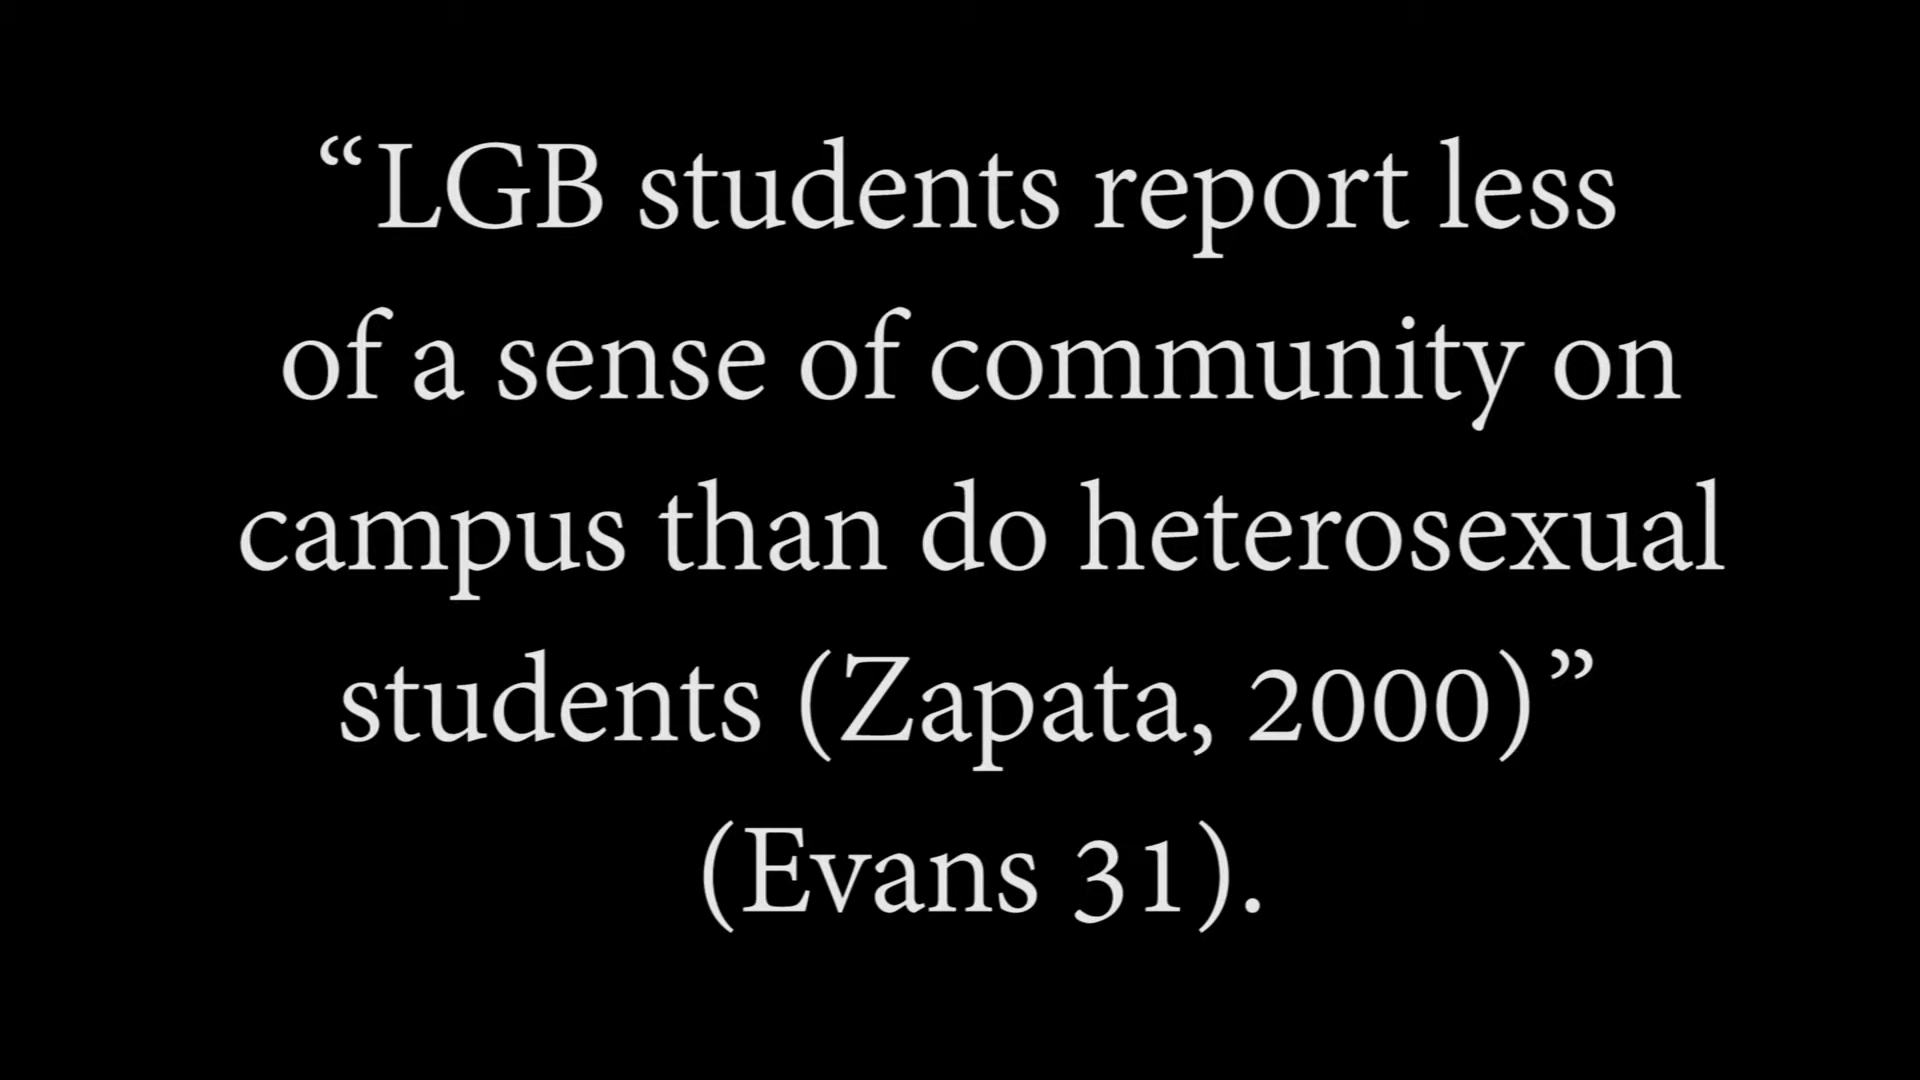 “LGB students report less
of a sense of community on
campus than do heterosexual
students (Zapata, 2000)”
(Evans 31).